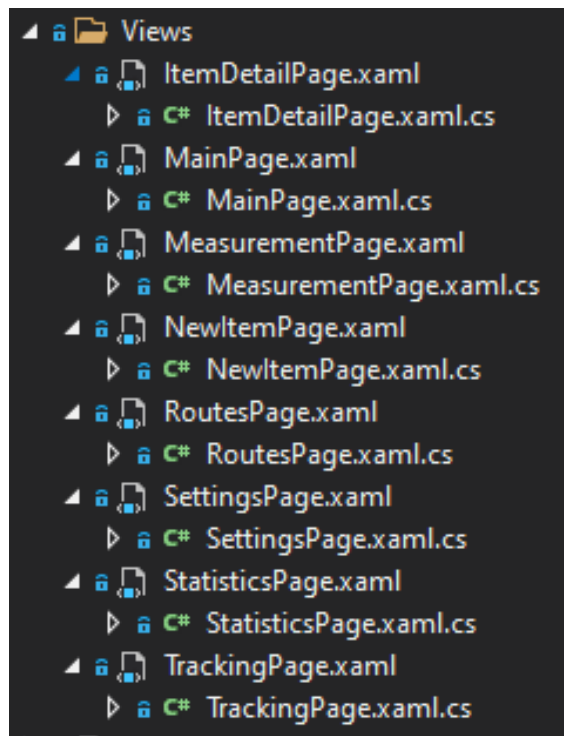 Views
ItemDetailPage.xaml
C# ItemDetailPage.xaml.cs
MainPage.xaml
C# MainPage.xaml.cs
MeasurementPage.xaml
C# MeasurementPage.xaml.cs
NewItemPage.xaml
C# NewItemPage.xaml.cs
RoutesPage.xaml
C# RoutesPage.xaml.cs
SettingsPage.xaml
C# SettingsPage.xaml.cs
StatisticsPage.xaml
C# StatisticsPage.xaml.cs
TrackingPage.xaml
C# TrackingPage.xaml.cs